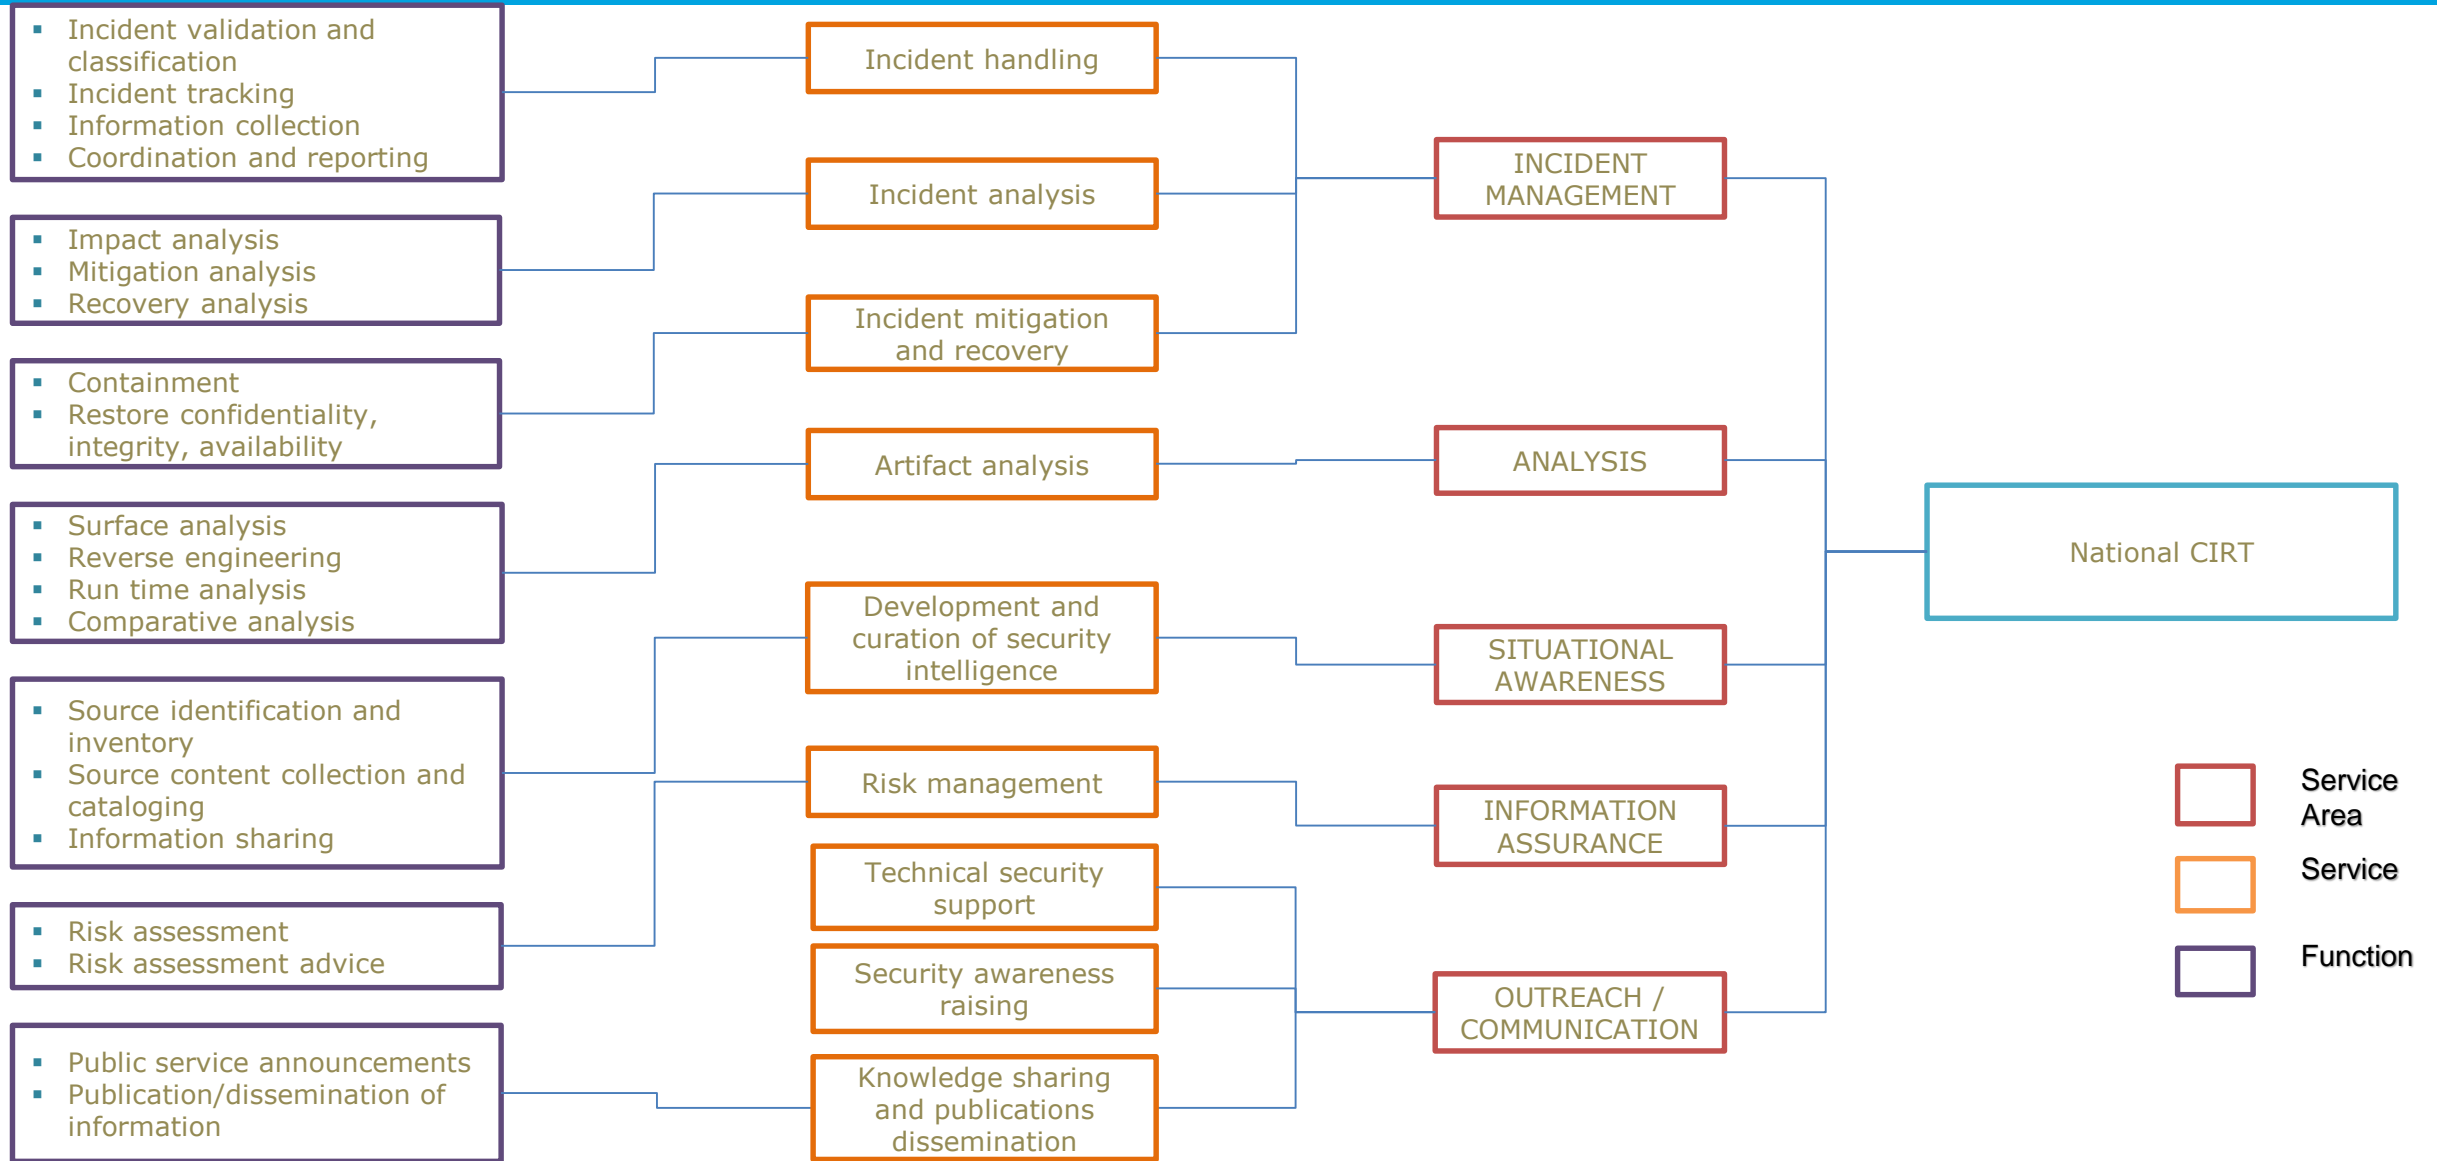 ▪ Incident validation and
classification
▪ Incident tracking
▪ Information collection
▪ Coordination and reporting
▪ Impact analysis
▪ Mitigation analysis
▪ Recovery analysis
▪ Containment
▪ Restore confidentiality,
integrity, availability
▪ Surface analysis
▪ Reverse engineering
▪ Run time analysis
▪ Comparative analysis
▪ Source identification and
inventory
▪ Source content collection and
cataloging
▪ Information sharing
▪ Risk assessment
▪ Risk assessment advice
▪ Public service announcements
▪ Publication/dissemination of
information
Incident handling
Incident analysis
Incident mitigation
and recovery
Artifact analysis
Development and
curation of security
intelligence
Risk management
Technical security
support
Security awareness
raising
Knowledge sharing
and publications
dissemination
INCIDENT
MANAGEMENT
ANALYSIS
SITUATIONAL
AWARENESS
INFORMATION
ASSURANCE
OUTREACH /
COMMUNICATION
National CIRT
Service
Area
Service
Function